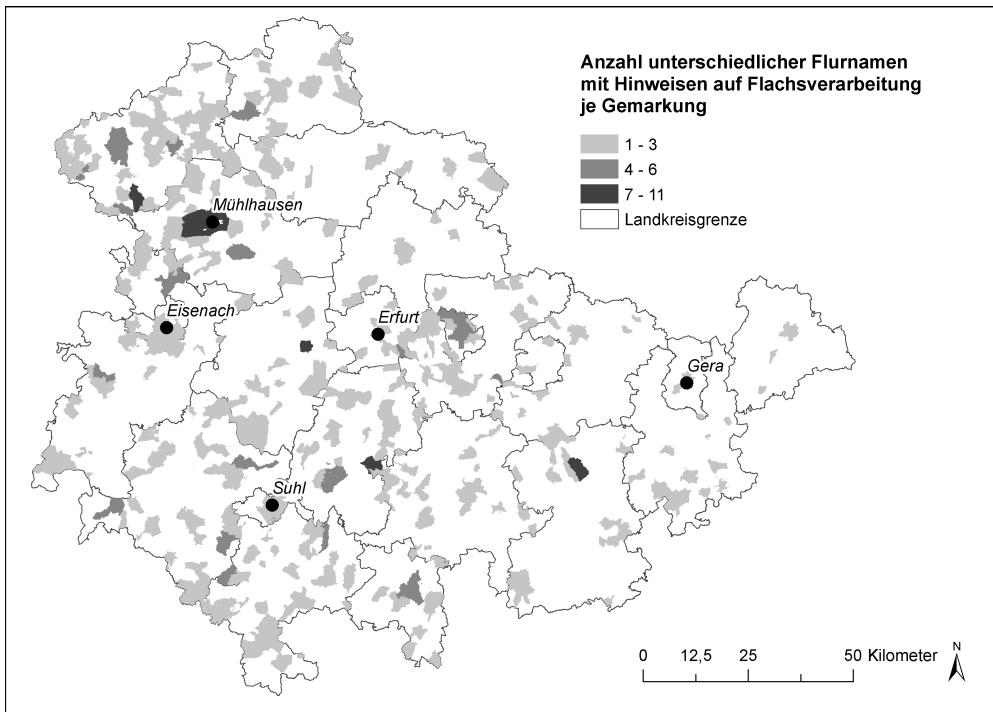 Anzahl unterschiedlicher Flurnamen
mit Hinweisen auf Flachsverarbeitung
je Gemarkung
1 - 3
4 - 6
7 - 11
Landkreisgrenze
Mühlhausen
Eisenach
Erfurt
Gera
Suhl
0 12,5 25 50 Kilometer
N